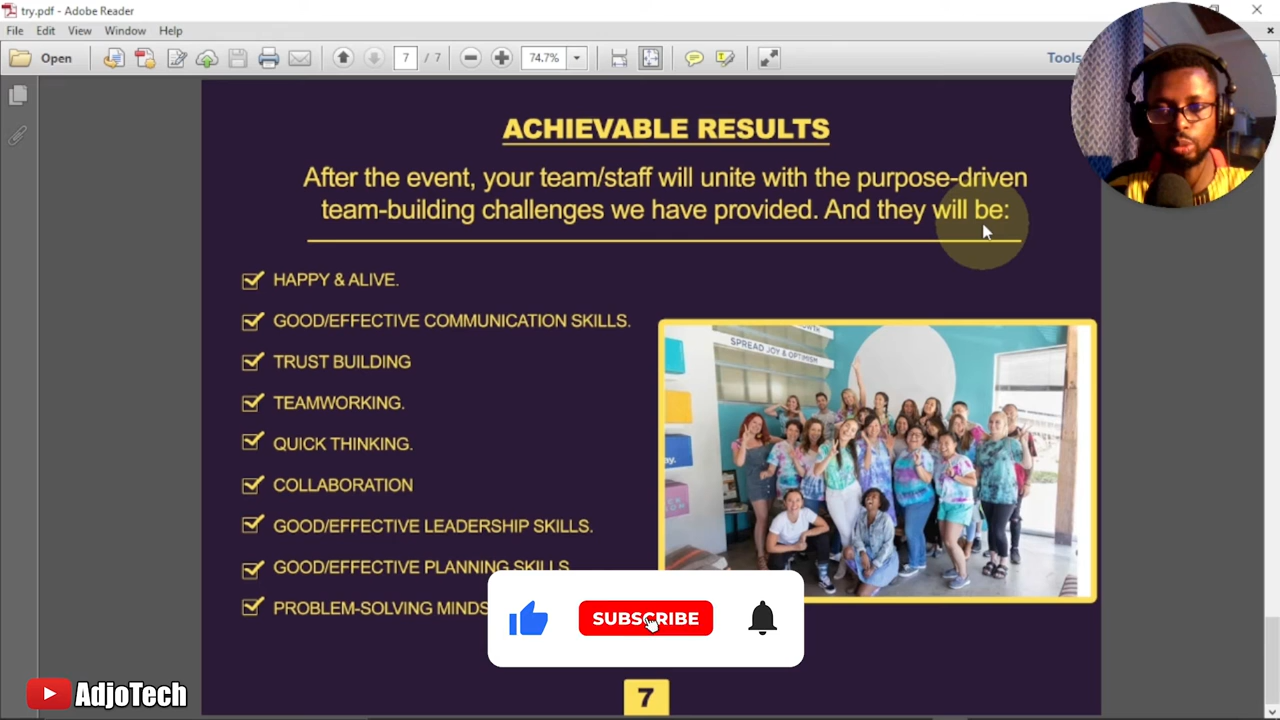 try.pdf - Adobe Reader
File Edit View Window Help
Open
7 / 7
74.7%
Tools
ACHIEVABLE RESULTS
After the event, your team/staff will unite with the purpose-driven
team-building challenges we have provided. And they will be:
HAPPY & ALIVE.
GOOD/EFFECTIVE COMMUNICATION SKILLS.
TRUST BUILDING
TEAMWORKING.
QUICK THINKING.
COLLABORATION
GOOD/EFFECTIVE LEADERSHIP SKILLS.
GOOD/EFFECTIVE PLANNING SKILLS
PROBLEM-SOLVING MINDS
SPREAD JOY & OPTIMISM
SUBSCRIBE
AdjoTech
7